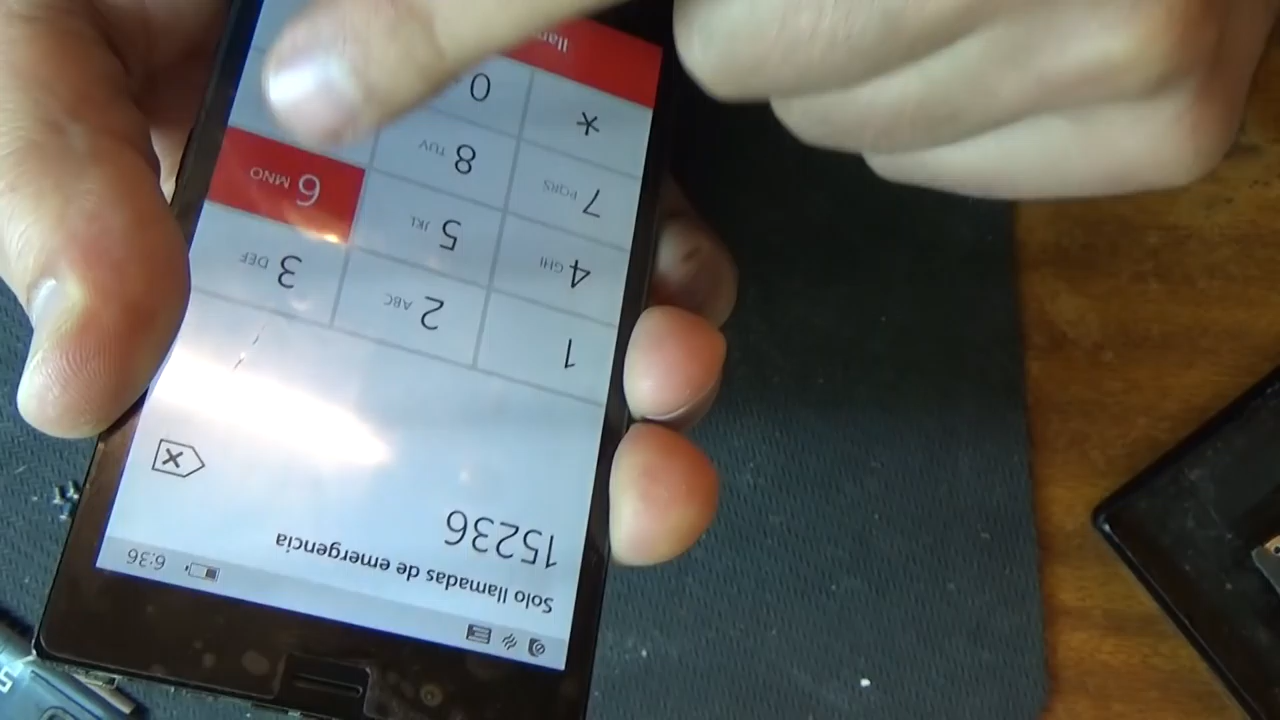 6:36
Solo llamadas de emergencia
15236
1
2 ABC
3 DEF
4 GHI
5 JKL
6 MNO
7 PQRS
8 TUV
*
0